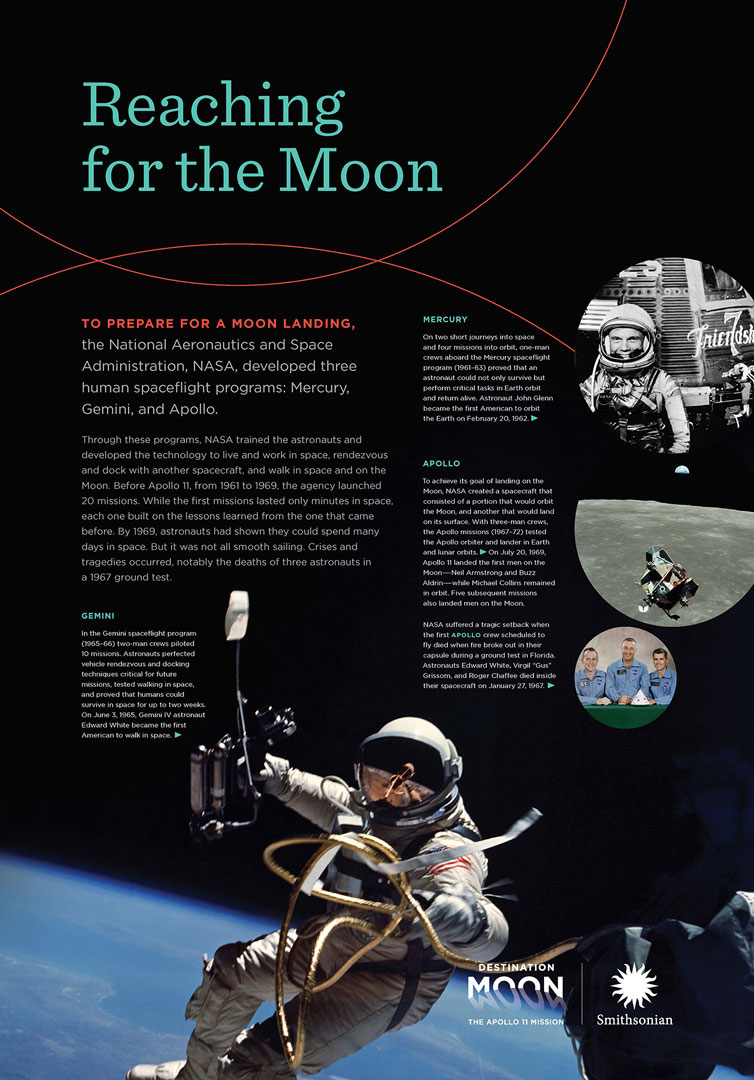 Reaching
for the Moon
TO PREPARE FOR A MOON LANDING,
the National Aeronautics and Space
Administration, NASA, developed three
human spaceflight programs: Mercury,
Gemini, and Apollo.
Through these programs, NASA trained the astronauts and
developed the technology to live and work in space, rendezvous
and dock with another spacecraft, and walk in space and on the
Moon. Before Apollo 11, from 1961 to 1969, the agency launched
20 missions. While the first missions lasted only minutes in space,
each one built on the lessons learned from the one that came
before. By 1969, astronauts had shown they could spend many
days in space. But it was not all smooth sailing. Crises and
tragedies occurred, notably the deaths of three astronauts in
a 1967 ground test.
GEMINI
In the Gemini spaceflight program
(1965–66) two-man crews piloted
10 missions. Astronauts perfected
vehicle rendezvous and docking
techniques critical for future
missions, tested walking in space,
and proved that humans could
survive in space for up to two weeks.
On June 3, 1965, Gemini IV astronaut
Edward White became the first
American to walk in space. ▶
MERCURY
On two short journeys into space
and four missions into orbit, one-man
crews aboard the Mercury spaceflight
program (1961–63) proved that an
astronaut could not only survive but
perform critical tasks in Earth orbit
and return alive. Astronaut John Glenn
became the first American to orbit
the Earth on February 20, 1962. ▶
Friendsh
7
APOLLO
To achieve its goal of landing on the
Moon, NASA created a spacecraft that
consisted of a portion that would orbit
the Moon, and another that would land
on its surface. With three-man crews,
the Apollo missions (1967–72) tested
the Apollo orbiter and lander in Earth
and lunar orbits. ▶ On July 20, 1969,
Apollo 11 landed the first men on the
Moon—Neil Armstrong and Buzz
Aldrin—while Michael Collins remained
in orbit. Five subsequent missions
also landed men on the Moon.
NASA suffered a tragic setback when
the first APOLLO crew scheduled to
fly died when fire broke out in their
capsule during a ground test in Florida.
Astronauts Edward White, Virgil “Gus”
Grissom, and Roger Chaffee died inside
their spacecraft on January 27, 1967. ▶
DESTINATION
MOON
THE APOLLO 11 MISSION
Smithsonian